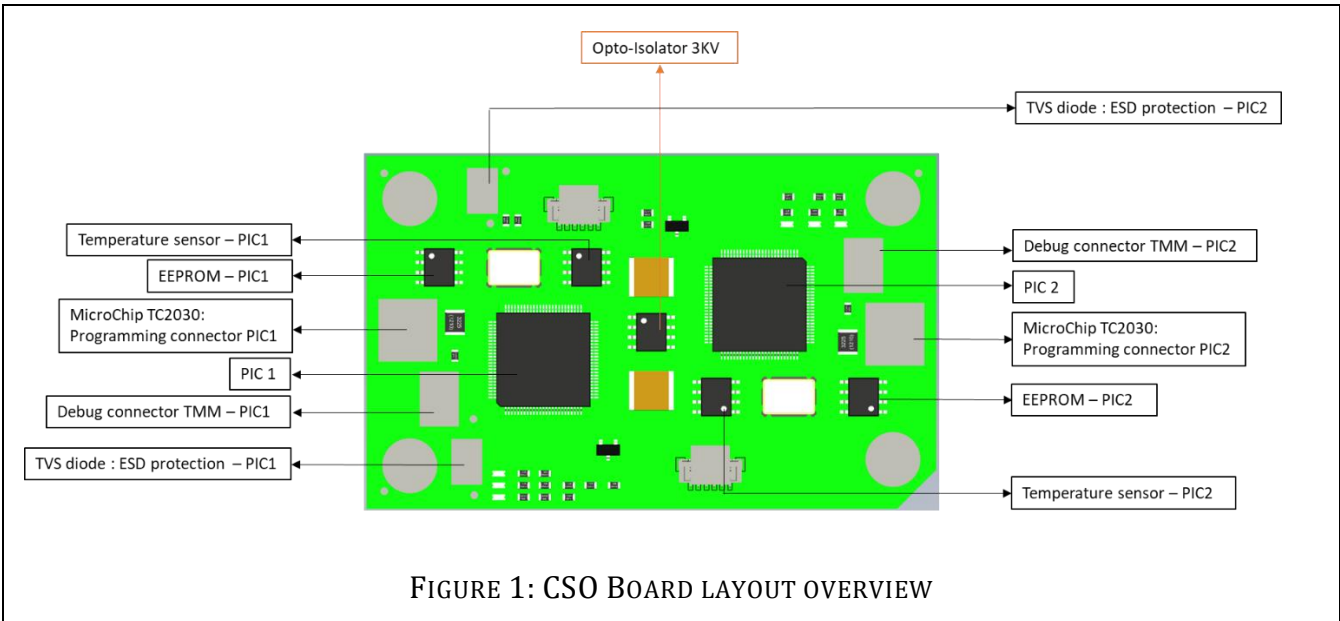 Opto-Isolator 3KV
TVS diode : ESD protection – PIC2
Temperature sensor – PIC1
EEPROM – PIC1
MicroChip TC2030:
Programming connector PIC1
PIC 1
Debug connector TMM – PIC1
TVS diode : ESD protection – PIC1
Debug connector TMM – PIC2
PIC 2
MicroChip TC2030:
Programming connector PIC2
EEPROM – PIC2
Temperature sensor – PIC2
FIGURE 1: CSO BOARD LAYOUT OVERVIEW